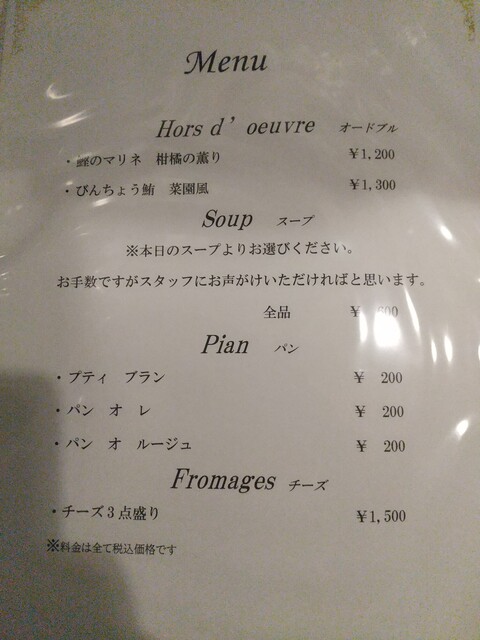 Menu
Hors d'oeuvre オードブル
・鰹のマリネ 柑橘の薫り ￥1,200
・びんちょう鮪 菜園風 ￥1,300
Soup スープ
※本日のスープよりお選びください。
お手数ですがスタッフにお声がけいただければと思います。
全品 ￥ 600
Pian パン
・プティ ブラン ￥ 200
・パン オ レ ￥ 200
・パン オ ルージュ ￥ 200
Fromages チーズ
・チーズ３点盛り ￥1,500
※料金は全て税込価格です